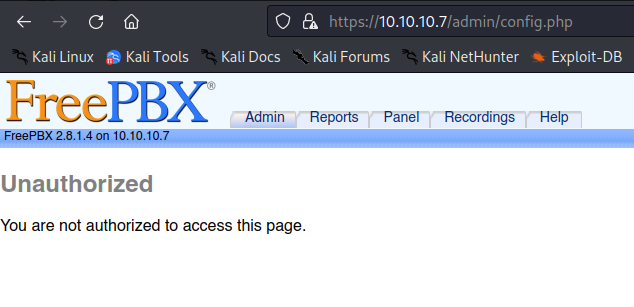 https://10.10.10.7/admin/config.php
Kali Linux Kali Tools Kali Docs Kali Forums Kali NetHunter Exploit-DB
FreePBX®
Admin Reports Panel Recordings Help
FreePBX 2.8.1.4 on 10.10.10.7
Unauthorized
You are not authorized to access this page.